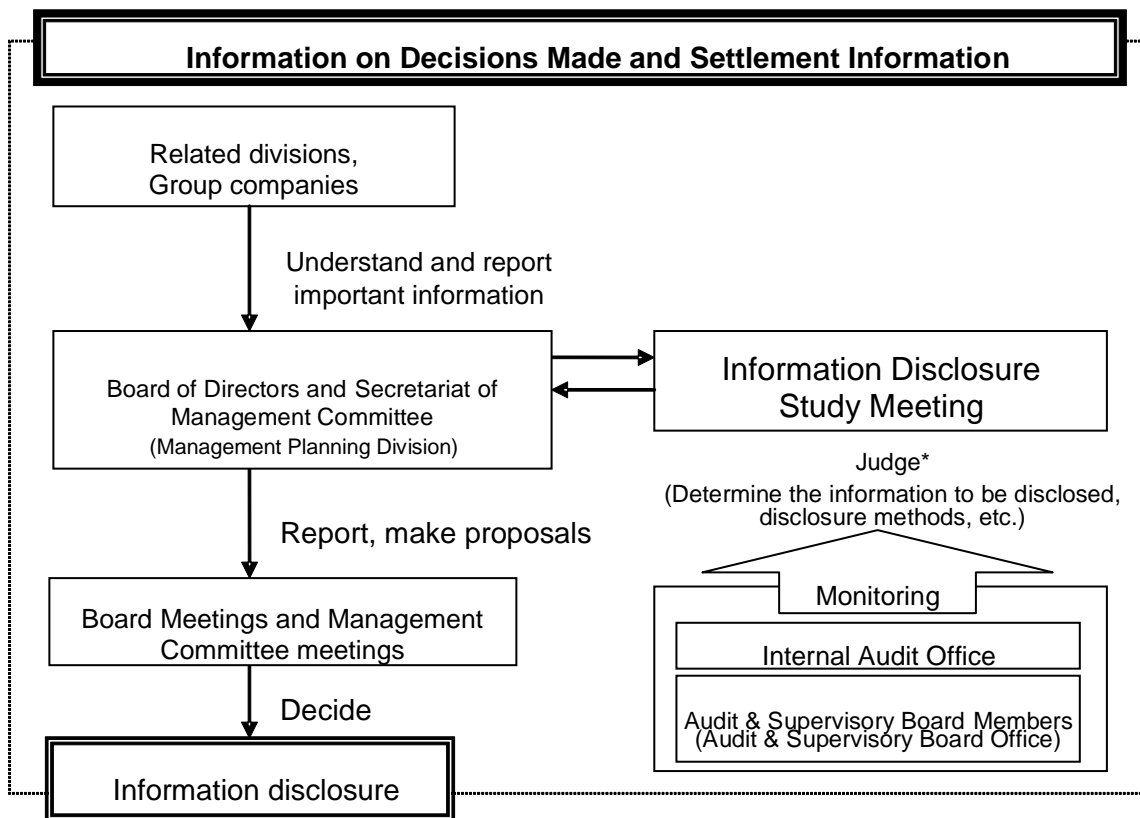 Information on Decisions Made and Settlement Information
Related divisions,
Group companies
Understand and report
important information
Board of Directors and Secretariat of
Management Committee
(Management Planning Division)
Information Disclosure
Study Meeting
Judge*
(Determine the information to be disclosed,
disclosure methods, etc.)
Report, make proposals
Monitoring
Board Meetings and Management
Committee meetings
Internal Audit Office
Audit & Supervisory Board Members
(Audit & Supervisory Board Office)
Decide
Information disclosure